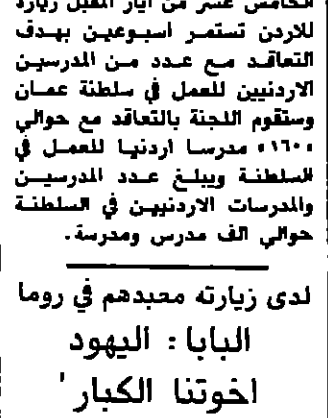 الخامس عشر من ايار المقبل زيارة
للاردن تستمر اسبوعين بهدف
التعاقد مع عدد من المدرسين
الاردنيين للعمل في سلطنة عمان
وستقوم اللجنة بالتعاقد مع حوالي
«١٦٠» مدرسا اردنيا للعمل في
السلطنة ويبلغ عدد المدرسين
والمدرسات الاردنيين في السلطنة
حوالي الف مدرس ومدرسة.
لدى زيارته معبدهم في روما
البابا : اليهود
اخوتنا الكبار'